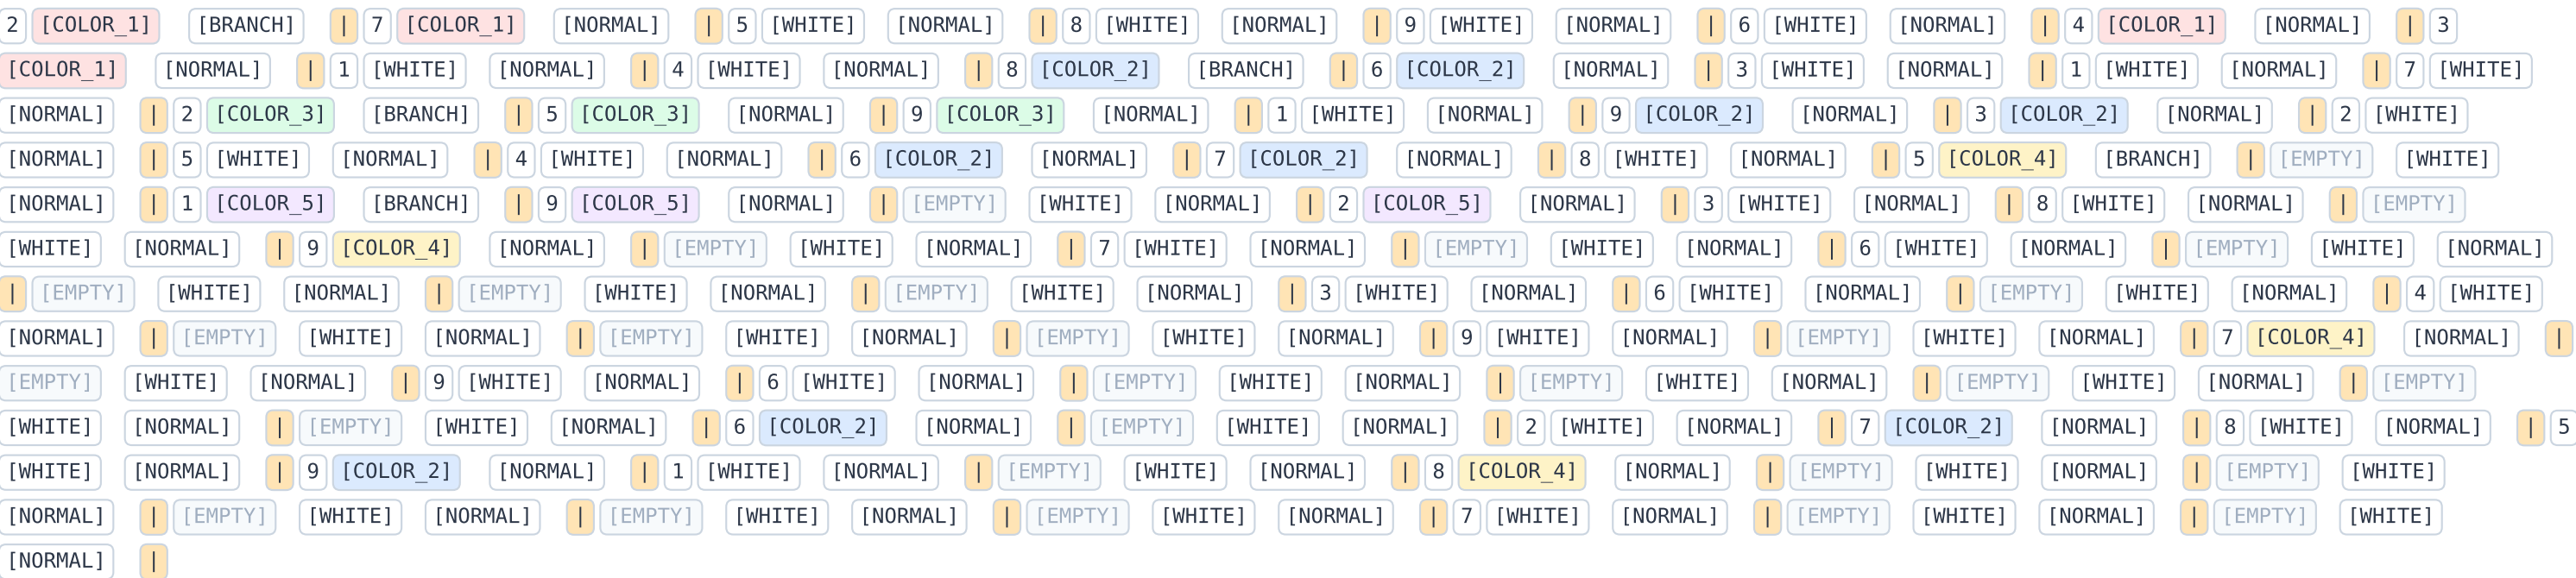 2 [COLOR_1] [BRANCH] | 7 [COLOR_1] [NORMAL] | 5 [WHITE] [NORMAL] | 8 [WHITE] [NORMAL] | 9 [WHITE] [NORMAL] | 6 [WHITE] [NORMAL] | 4 [COLOR_1] [NORMAL] | 3
[COLOR_1] [NORMAL] | 1 [WHITE] [NORMAL] | 4 [WHITE] [NORMAL] | 8 [COLOR_2] [BRANCH] | 6 [COLOR_2] [NORMAL] | 3 [WHITE] [NORMAL] | 1 [WHITE] [NORMAL] | 7 [WHITE]
[NORMAL] | 2 [COLOR_3] [BRANCH] | 5 [COLOR_3] [NORMAL] | 9 [COLOR_3] [NORMAL] | 1 [WHITE] [NORMAL] | 9 [COLOR_2] [NORMAL] | 3 [COLOR_2] [NORMAL] | 2 [WHITE]
[NORMAL] | 5 [WHITE] [NORMAL] | 4 [WHITE] [NORMAL] | 6 [COLOR_2] [NORMAL] | 7 [COLOR_2] [NORMAL] | 8 [WHITE] [NORMAL] | 5 [COLOR_4] [BRANCH] | [EMPTY] [WHITE]
[NORMAL] | 1 [COLOR_5] [BRANCH] | 9 [COLOR_5] [NORMAL] | [EMPTY] [WHITE] [NORMAL] | 2 [COLOR_5] [NORMAL] | 3 [WHITE] [NORMAL] | 8 [WHITE] [NORMAL] | [EMPTY]
[WHITE] [NORMAL] | 9 [COLOR_4] [NORMAL] | [EMPTY] [WHITE] [NORMAL] | 7 [WHITE] [NORMAL] | [EMPTY] [WHITE] [NORMAL] | 6 [WHITE] [NORMAL] | [EMPTY] [WHITE] [NORMAL]
| [EMPTY] [WHITE] [NORMAL] | [EMPTY] [WHITE] [NORMAL] | [EMPTY] [WHITE] [NORMAL] | 3 [WHITE] [NORMAL] | 6 [WHITE] [NORMAL] | [EMPTY] [WHITE] [NORMAL] | 4 [WHITE]
[NORMAL] | [EMPTY] [WHITE] [NORMAL] | [EMPTY] [WHITE] [NORMAL] | [EMPTY] [WHITE] [NORMAL] | 9 [WHITE] [NORMAL] | [EMPTY] [WHITE] [NORMAL] | 7 [COLOR_4] [NORMAL] |
[EMPTY] [WHITE] [NORMAL] | 9 [WHITE] [NORMAL] | 6 [WHITE] [NORMAL] | [EMPTY] [WHITE] [NORMAL] | [EMPTY] [WHITE] [NORMAL] | [EMPTY] [WHITE] [NORMAL] | [EMPTY]
[WHITE] [NORMAL] | [EMPTY] [WHITE] [NORMAL] | 6 [COLOR_2] [NORMAL] | [EMPTY] [WHITE] [NORMAL] | 2 [WHITE] [NORMAL] | 7 [COLOR_2] [NORMAL] | 8 [WHITE] [NORMAL] | 5
[WHITE] [NORMAL] | 9 [COLOR_2] [NORMAL] | 1 [WHITE] [NORMAL] | [EMPTY] [WHITE] [NORMAL] | 8 [COLOR_4] [NORMAL] | [EMPTY] [WHITE] [NORMAL] | [EMPTY] [WHITE]
[NORMAL] | [EMPTY] [WHITE] [NORMAL] | [EMPTY] [WHITE] [NORMAL] | [EMPTY] [WHITE] [NORMAL] | 7 [WHITE] [NORMAL] | [EMPTY] [WHITE] [NORMAL] | [EMPTY] [WHITE]
[NORMAL] |